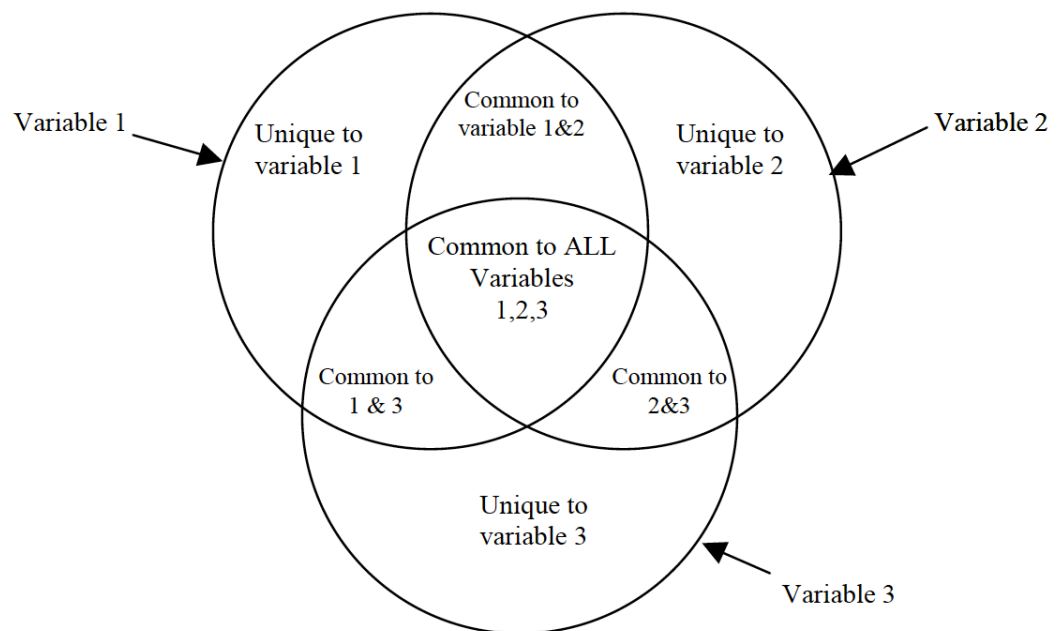 Variable 1
Unique to
variable 1
Common to
variable 1&2
Unique to
variable 2
Variable 2
Common to ALL
Variables
1,2,3
Common to
1 & 3
Common to
2&3
Unique to
variable 3
Variable 3